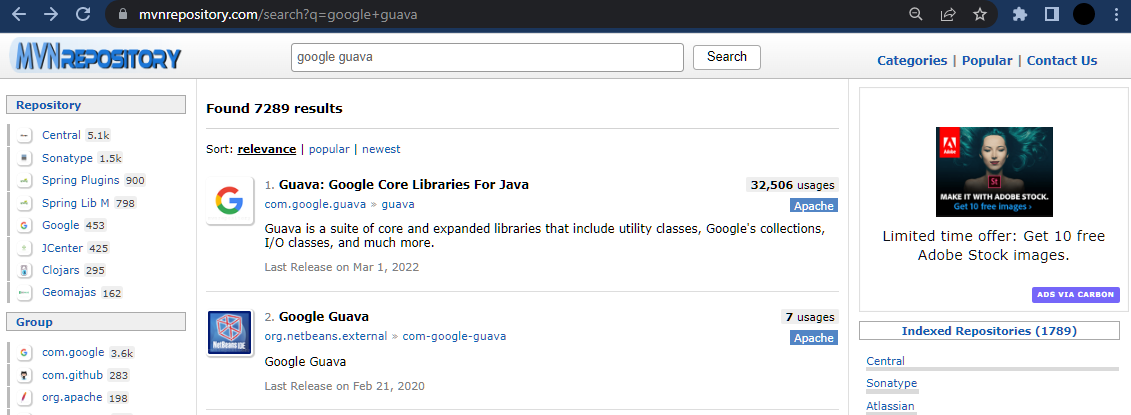 mvnrepository.com/search?q=google+guava
MVNREPOSITORY
google guava
Search
Categories | Popular | Contact Us
Repository
Central 5.1k
Sonatype 1.5k
Spring Plugins 900
Spring Lib M 798
Google 453
JCenter 425
Clojars 295
Geomajas 162
Group
com.google 3.6k
com.github 283
org.apache 198
Found 7289 results
Sort: relevance | popular | newest
1. Guava: Google Core Libraries For Java
32,506 usages
com.google.guava » guava
Apache
Guava is a suite of core and expanded libraries that include utility classes, Google's collections,
I/O classes, and much more.
Last Release on Mar 1, 2022
NetBeans IDE
2. Google Guava
7 usages
org.netbeans.external » com-google-guava
Apache
Google Guava
Last Release on Feb 21, 2020
Adobe
St
MAKE IT WITH ADOBE STOCK.
Get 10 free images ›
Limited time offer: Get 10 free
Adobe Stock images.
ADS VIA CARBON
Indexed Repositories (1789)
Central
Sonatype
Atlassian